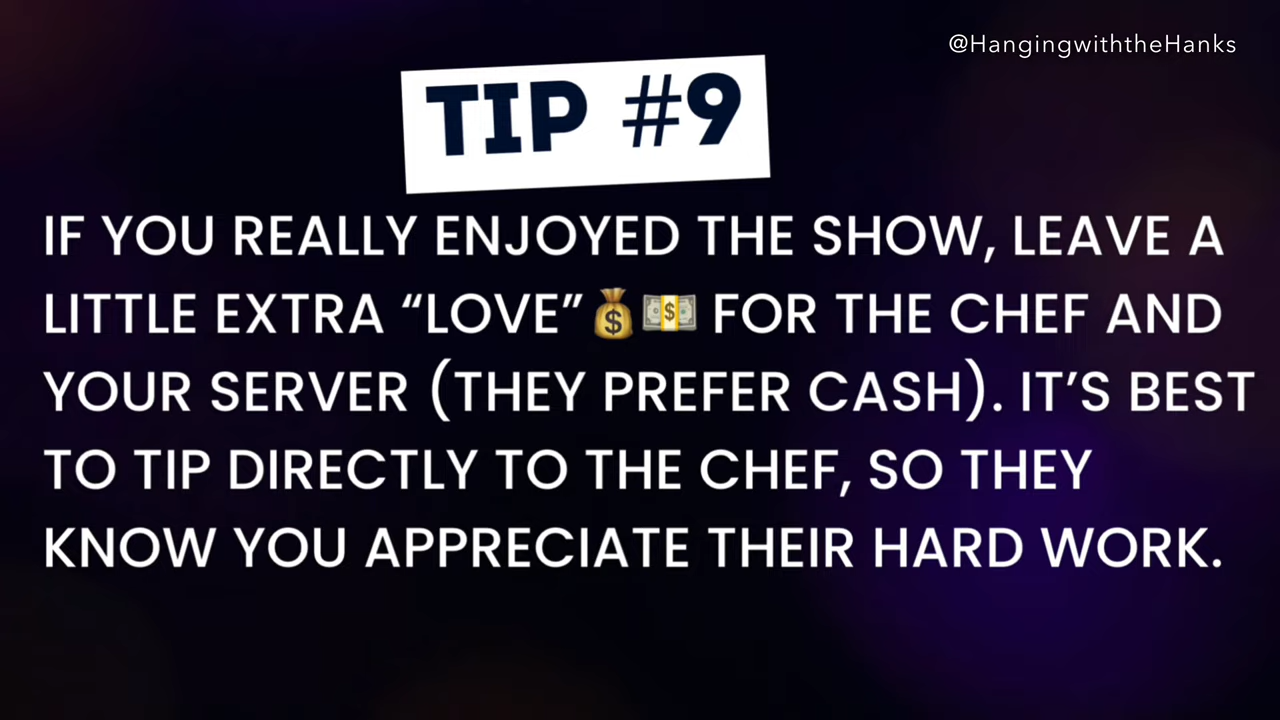 @HangingwiththeHanks
TIP #9
IF YOU REALLY ENJOYED THE SHOW, LEAVE A
LITTLE EXTRA “LOVE”💰💵 FOR THE CHEF AND
YOUR SERVER (THEY PREFER CASH). IT’S BEST
TO TIP DIRECTLY TO THE CHEF, SO THEY
KNOW YOU APPRECIATE THEIR HARD WORK.